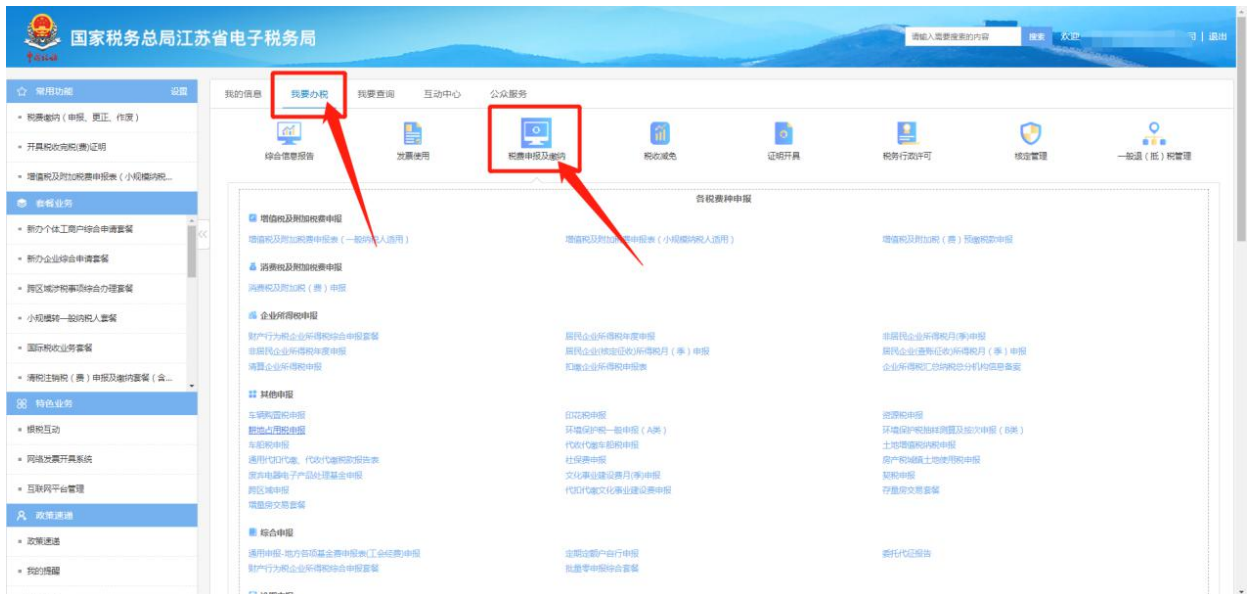 国家税务总局江苏省电子税务局
请输入需要搜索的内容
搜索
欢迎
退出
常用功能
设置
税费缴纳（申报、更正、作废）
开具税收完税(费)证明
增值税及附加税费申报表（小规模纳税...
套餐业务
新办个体工商户综合申请套餐
新办企业综合申请套餐
跨区域涉税事项综合办理套餐
小规模转一般纳税人套餐
国际税收业务套餐
清税注销税（费）申报及缴纳套餐（含...
特色业务
银税互动
网络发票开具系统
互联网平台管理
政策速递
政策速递
我的提醒
我的信息 我要办税 我要查询 互动中心 公众服务
综合信息报告 发票使用 税费申报及缴纳 税收减免 证明开具 税务行政许可 核定管理 一般退（抵）税管理
各税费种申报
增值税及附加税费申报
增值税及附加税费申报表（一般纳税人适用） 增值税及附加税费申报表（小规模纳税人适用） 增值税及附加税（费）预缴税款申报
消费税及附加税费申报
消费税及附加税（费）申报
企业所得税申报
财产行为税企业所得税综合申报套餐 居民企业所得税年度申报 非居民企业所得税月(季)申报
非居民企业所得税年度申报 居民企业(核定征收)所得税月（季）申报 居民企业(查账征收)所得税月（季）申报
清算企业所得税申报 扣缴企业所得税申报表 企业所得税汇总纳税总分机构信息备案
其他申报
车辆购置税申报 印花税申报 资源税申报
耕地占用税申报 环境保护税一般申报（A类） 环境保护税抽样测算及按次申报（B类）
车船税申报 代收代缴车船税申报 土地增值税纳税申报
通用代扣代缴、代收代缴税款报告表 社保费申报 房产税城镇土地使用税申报
废弃电器电子产品处理基金申报 文化事业建设费月(季)申报 契税申报
跨区域申报 代扣代缴文化事业建设费申报 存量房交易套餐
增量房交易套餐
综合申报
通用申报-地方各项基金费申报表(工会经费)申报 定期定额户自行申报 委托代征报告
财产行为税企业所得税综合申报套餐 批量零申报综合套餐